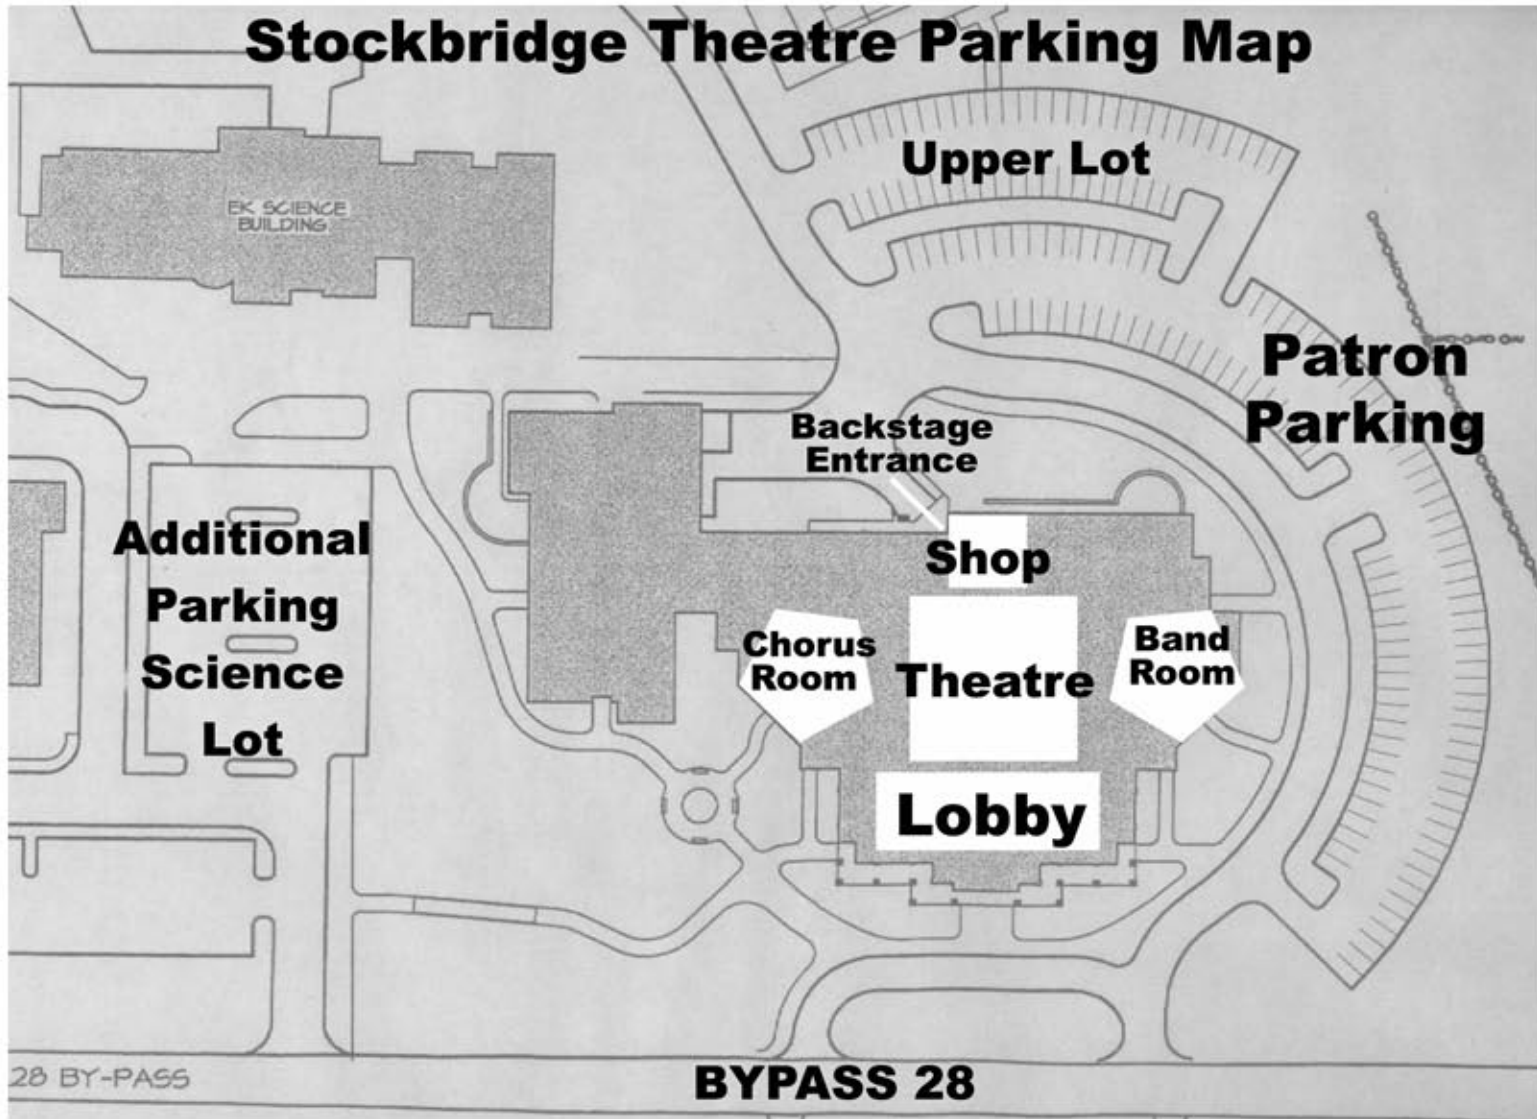 Stockbridge Theatre Parking Map
Upper Lot
EK SCIENCE
BUILDING
Patron
Parking
Backstage
Entrance
Additional
Parking
Science
Lot
Shop
Chorus
Room
Theatre
Band
Room
Lobby
28 BY-PASS
BYPASS 28